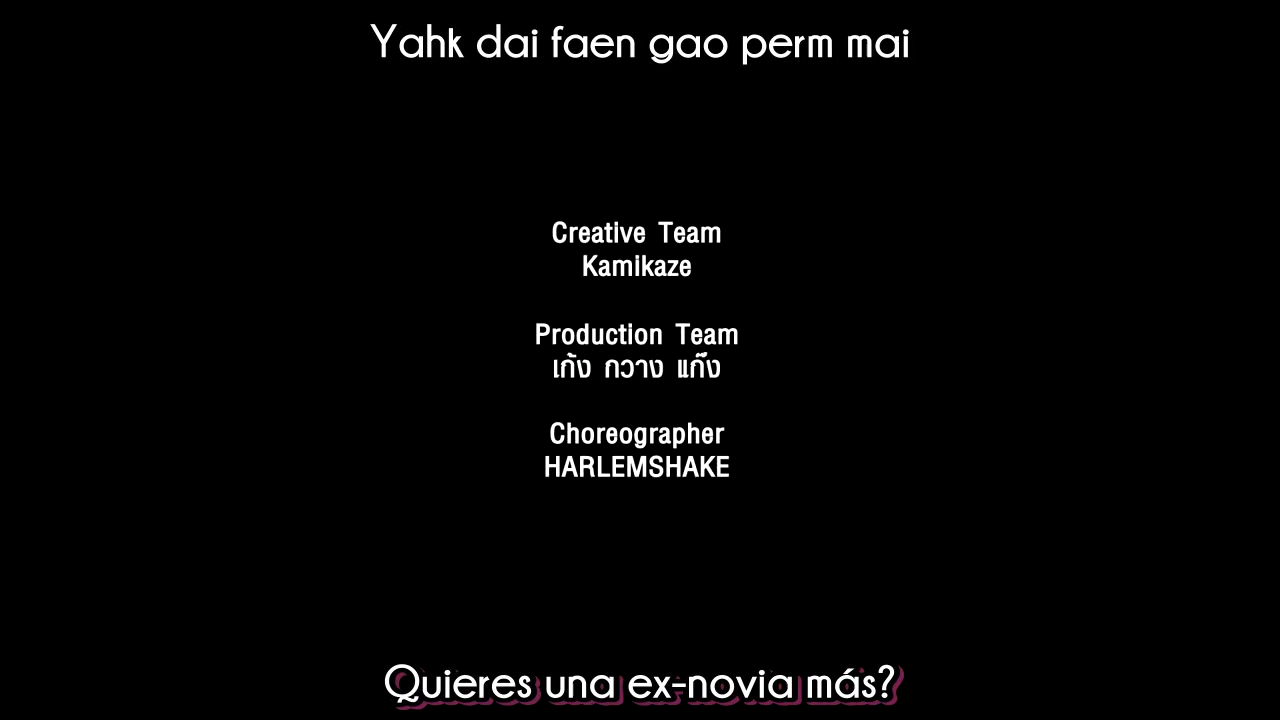 Yahk dai faen gao perm mai
Creative Team
Kamikaze
Production Team
เก้ง กวาง แก๊ง
Choreographer
HARLEMSHAKE
Quieres una ex-novia más?